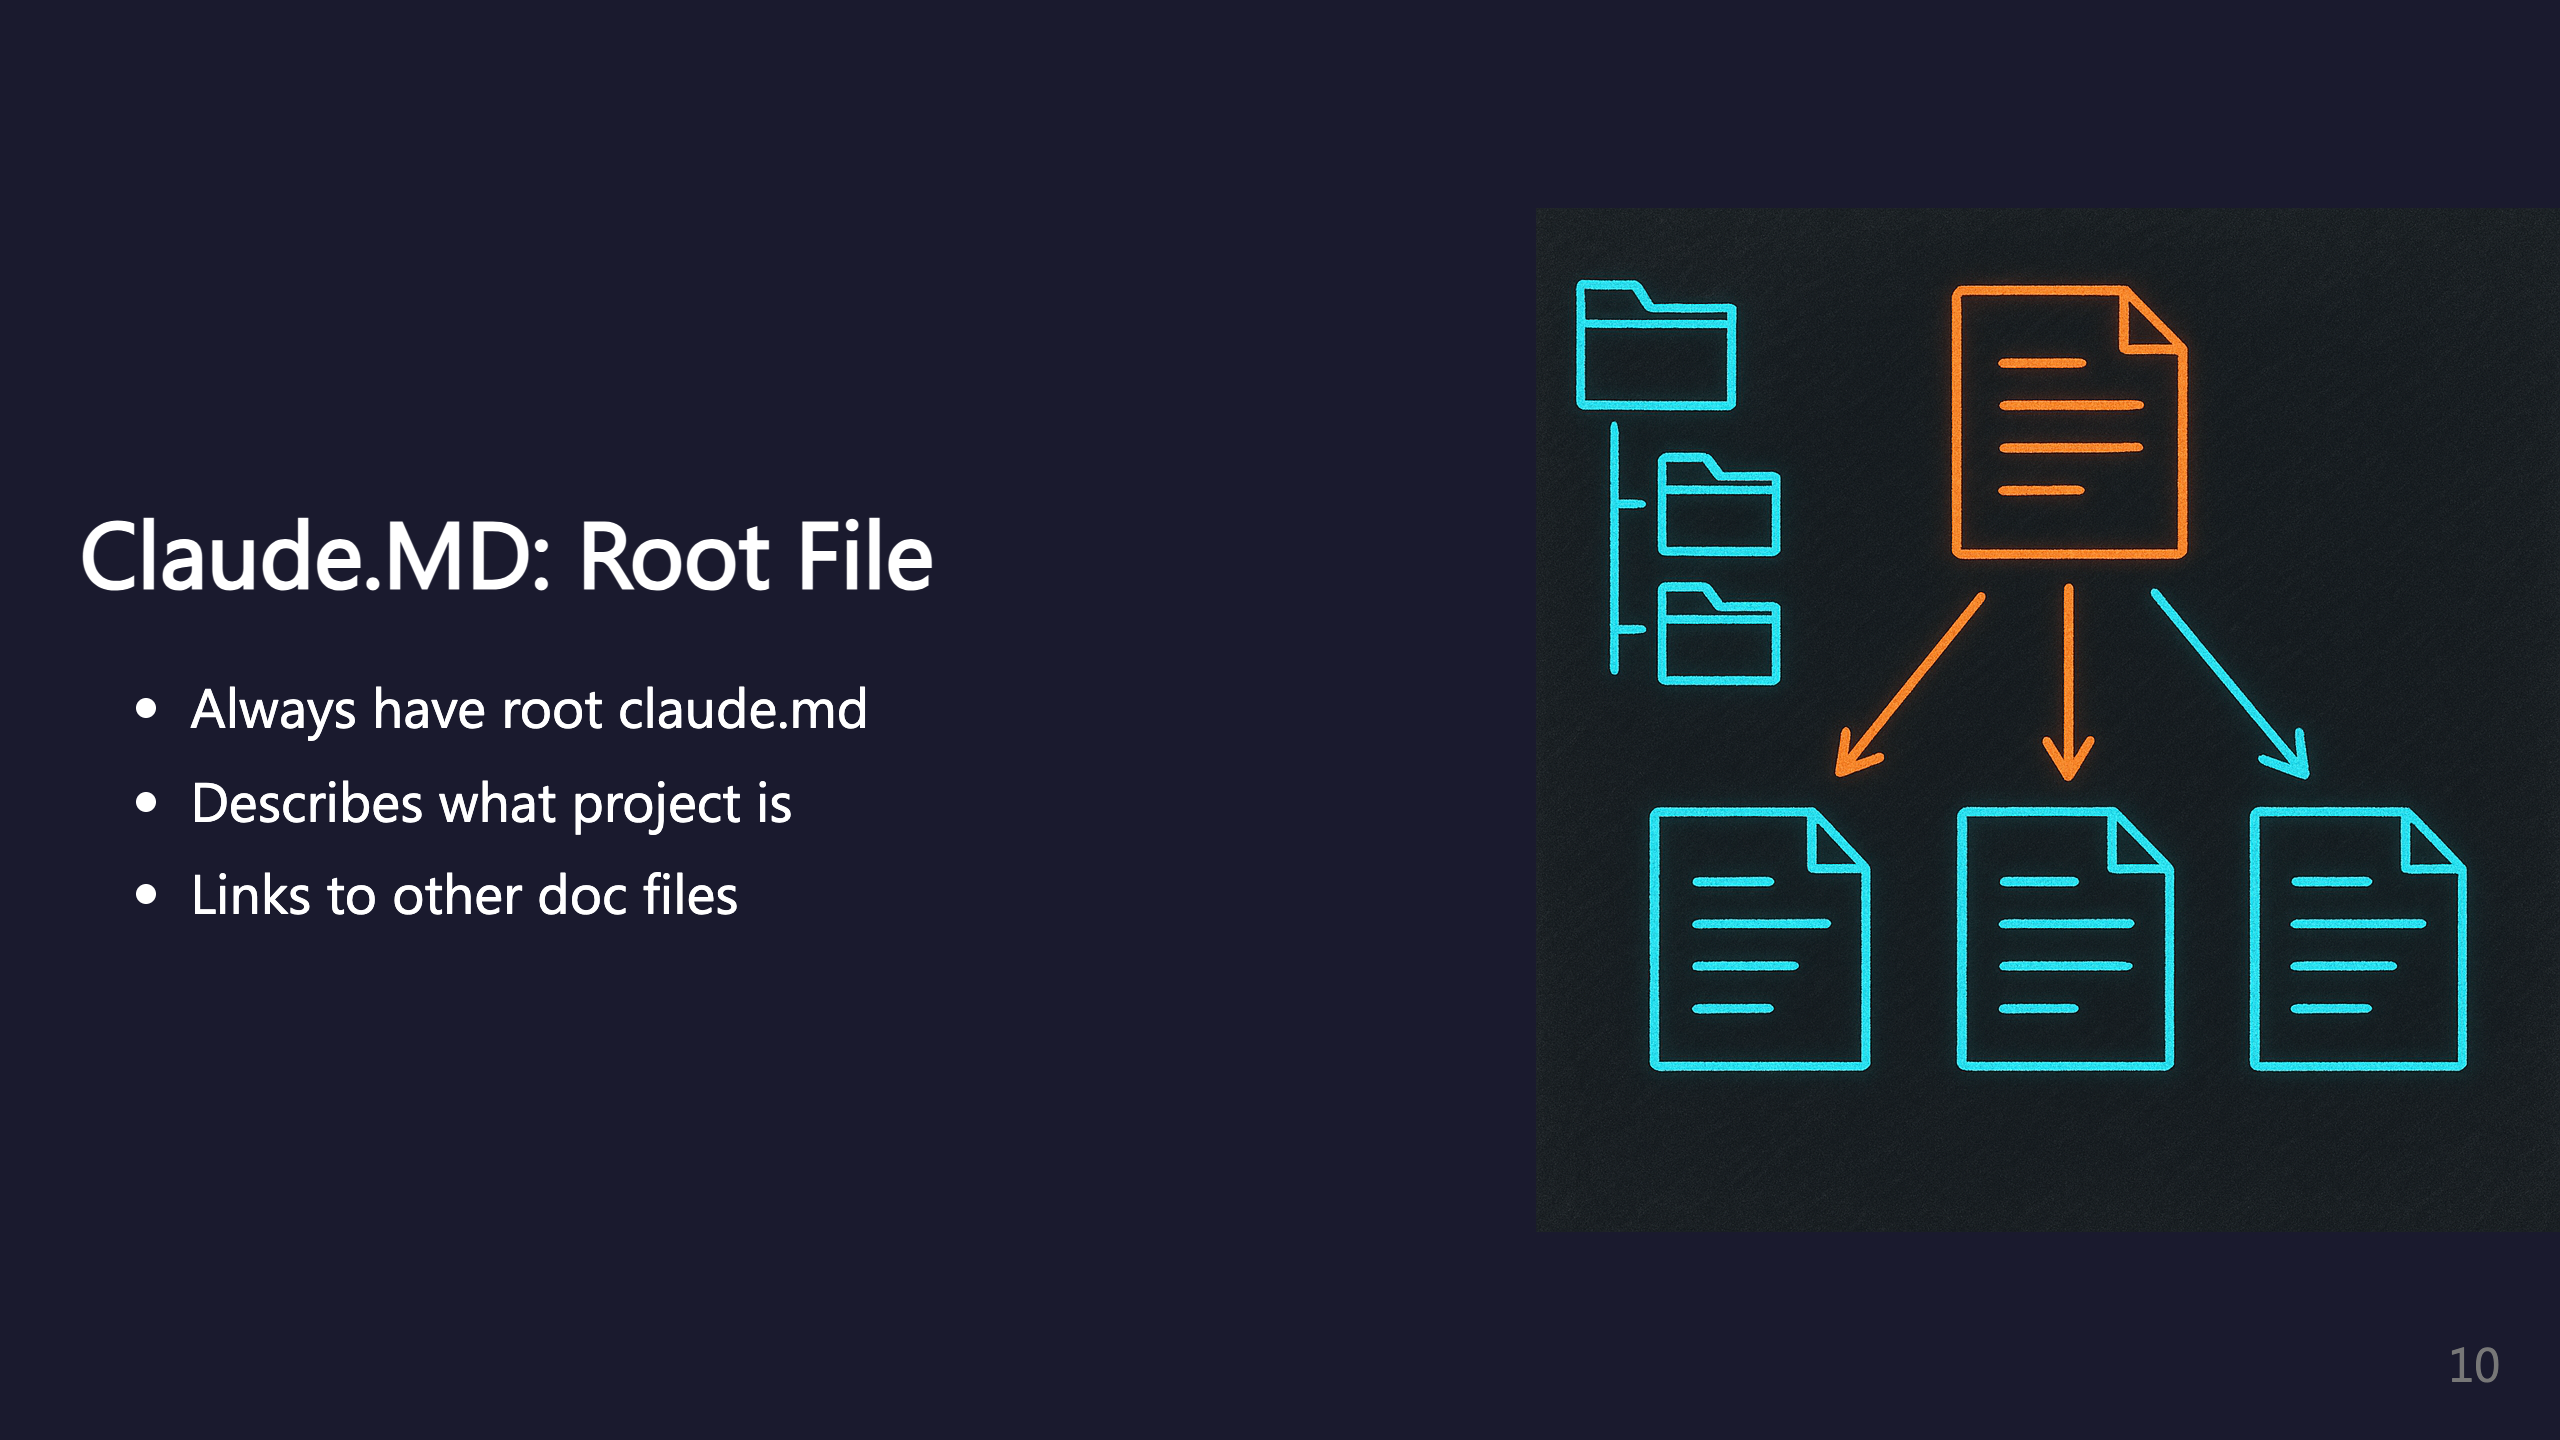 Claude.MD: Root File
• Always have root claude.md
• Describes what project is
• Links to other doc files
10